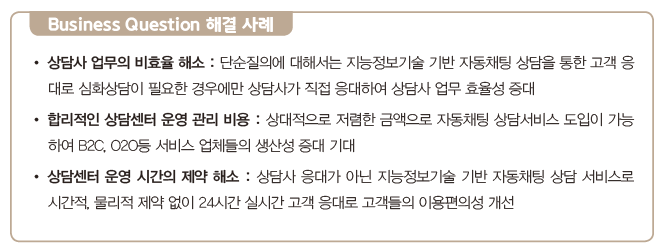 Business Question 해결 사례
• 상담사 업무의 비효율 해소 : 단순질의에 대해서는 지능정보기술 기반 자동채팅 상담을 통한 고객 응
대로 심화상담이 필요한 경우에만 상담사가 직접 응대하여 상담사 업무 효율성 증대
• 합리적인 상담센터 운영 관리 비용 : 상대적으로 저렴한 금액으로 자동채팅 상담서비스 도입이 가능
하여 B2C, O2O등 서비스 업체들의 생산성 증대 기대
• 상담센터 운영 시간의 제약 해소 : 상담사 응대가 아닌 지능정보기술 기반 자동채팅 상담 서비스로
시간적, 물리적 제약 없이 24시간 실시간 고객 응대로 고객들의 이용편의성 개선